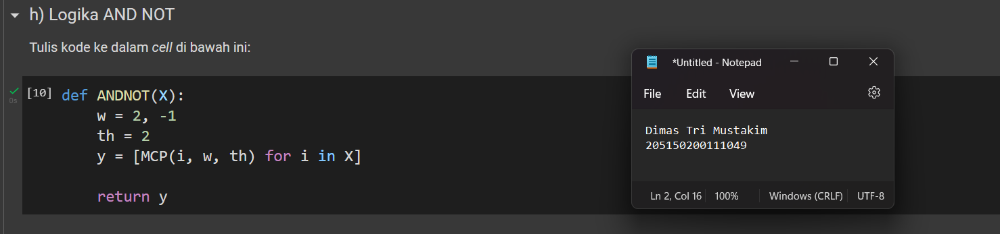 h) Logika AND NOT
Tulis kode ke dalam cell di bawah ini:
[10] def ANDNOT(X):
w = 2, -1
th = 2
y = [MCP(i, w, th) for i in X]
return y
0s
*Untitled - Notepad
File Edit View
Dimas Tri Mustakim
205150200111049
Ln 2, Col 16 100% Windows (CRLF) UTF-8